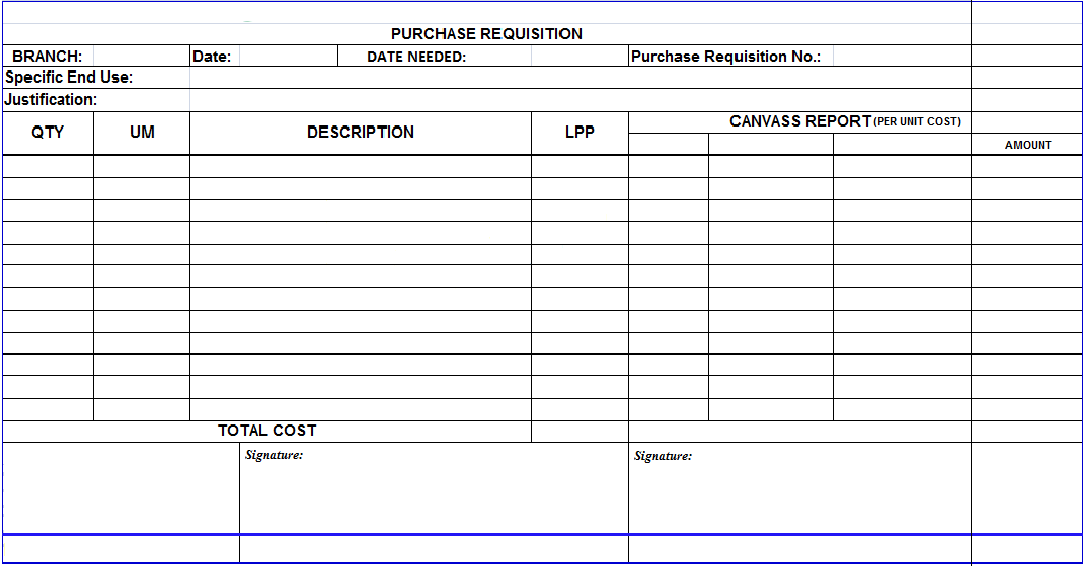 PURCHASE REQUISITION
BRANCH: Date: DATE NEEDED: Purchase Requisition No.:
Specific End Use:
Justification:
QTY UM DESCRIPTION LPP CANVASS REPORT (PER UNIT COST)
AMOUNT
TOTAL COST
Signature: Signature: